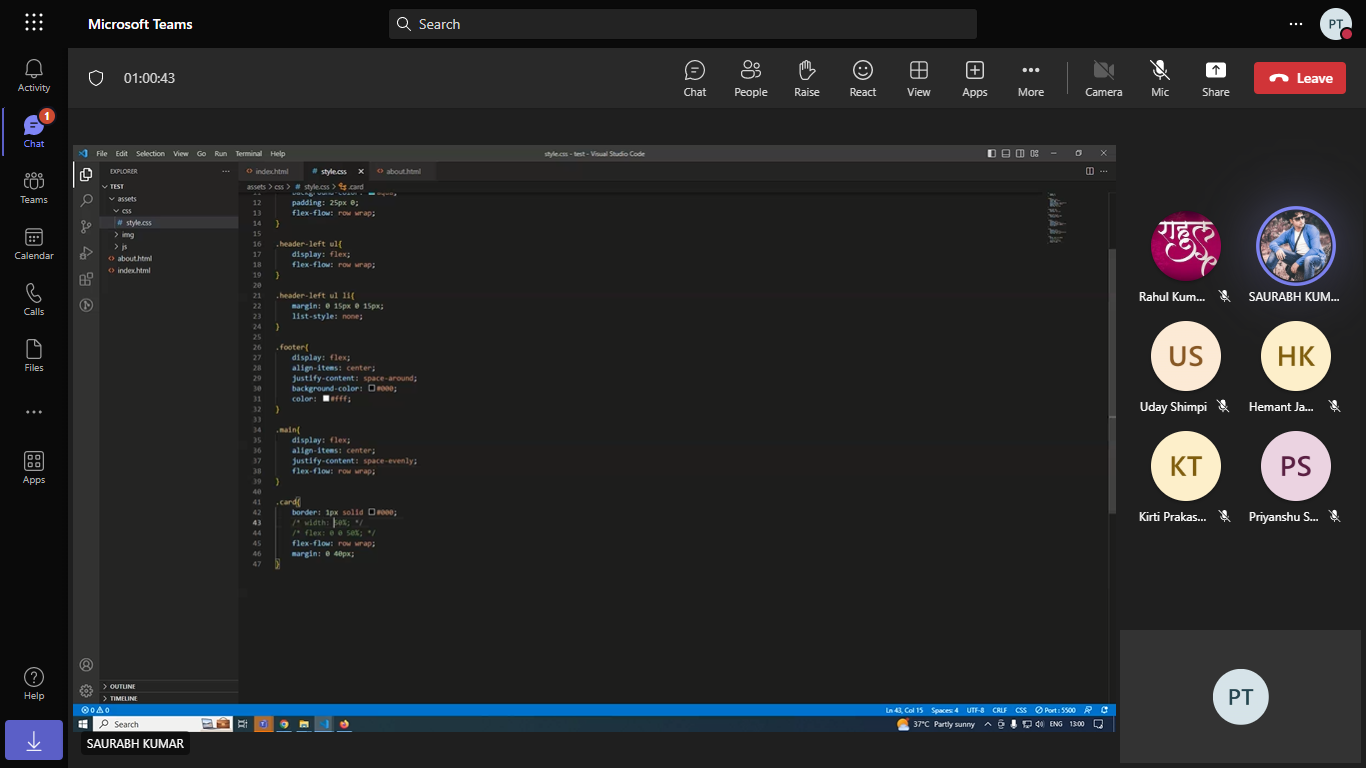 Microsoft Teams
Search
PT
Activity
1
Chat
Teams
Calendar
Calls
Files
Apps
Help
01:00:43
Chat
People
Raise
React
View
Apps
More
Camera
Mic
Share
Leave
File Edit Selection View Go Run Terminal Help
style.css - test - Visual Studio Code
EXPLORER
TEST
assets
css
# style.css
img
js
<> about.html
<> index.html
OUTLINE
TIMELINE
<> index.html
# style.css
<> about.html
assets > css > # style.css > .card
12 padding: 25px 0;
13 flex-flow: row wrap;
14 }
15
16 .header-left ul{
17 display: flex;
18 flex-flow: row wrap;
19 }
20
21 .header-left ul li{
22 margin: 0 15px 0 15px;
23 list-style: none;
24 }
25
26 .footer{
27 display: flex;
28 align-items: center;
29 justify-content: space-around;
30 background-color: #000;
31 color: #fff;
32 }
33
34 .main{
35 display: flex;
36 align-items: center;
37 justify-content: space-evenly;
38 flex-flow: row wrap;
39 }
40
41 .card{
42 border: 1px solid #000;
43 /* width: 50%; */
44 /* flex: 0 0 50%; */
45 flex-flow: row wrap;
46 margin: 0 40px;
47 }
0 0
Ln 43, Col 15
Spaces: 4
UTF-8
CRLF
CSS
Port : 5500
Search
37°C Partly sunny
ENG
13:00
SAURABH KUMAR
राहुल
Rahul Kum...
SAURABH KUM...
US
Uday Shimpi
HK
Hemant Ja...
KT
Kirti Prakas...
PS
Priyanshu S...
PT